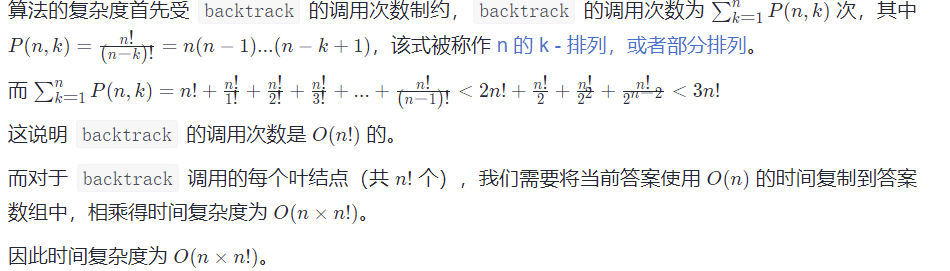 算法的复杂度首先受 backtrack 的调用次数制约，backtrack 的调用次数为 $\sum_{k=1}^{n} P(n, k)$ 次，其中
$P(n, k) = \frac{n!}{(n-k)!} = n(n-1)...(n-k+1)$，该式被称作 n 的 k - 排列，或者部分排列。
而 $\sum_{k=1}^{n} P(n, k) = n! + \frac{n!}{1!} + \frac{n!}{2!} + \frac{n!}{3!} + ... + \frac{n!}{(n-1)!} < 2n! + \frac{n!}{2} + \frac{n!}{2^2} + \frac{n!}{2^{n-2}} < 3n!$
这说明 backtrack 的调用次数是 $O(n!)$ 的。
而对于 backtrack 调用的每个叶结点（共 $n!$ 个），我们需要将当前答案使用 $O(n)$ 的时间复制到答案
数组中，相乘得时间复杂度为 $O(n \times n!)$。
因此时间复杂度为 $O(n \times n!)$。